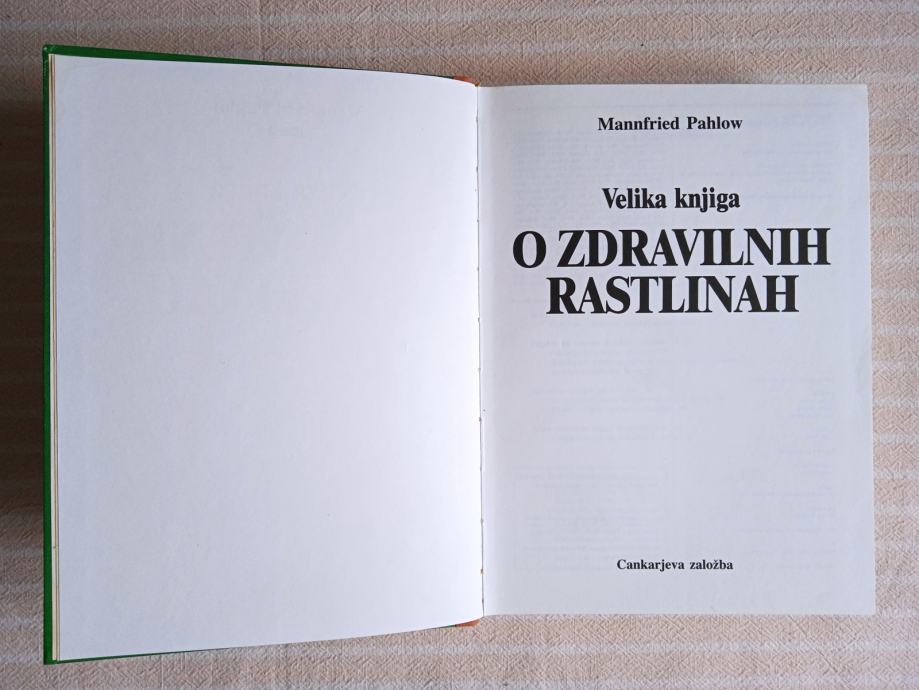 Mannfried Pahlow
Velika knjiga
O ZDRAVILNIH
RASTLINAH
Cankarjeva založba